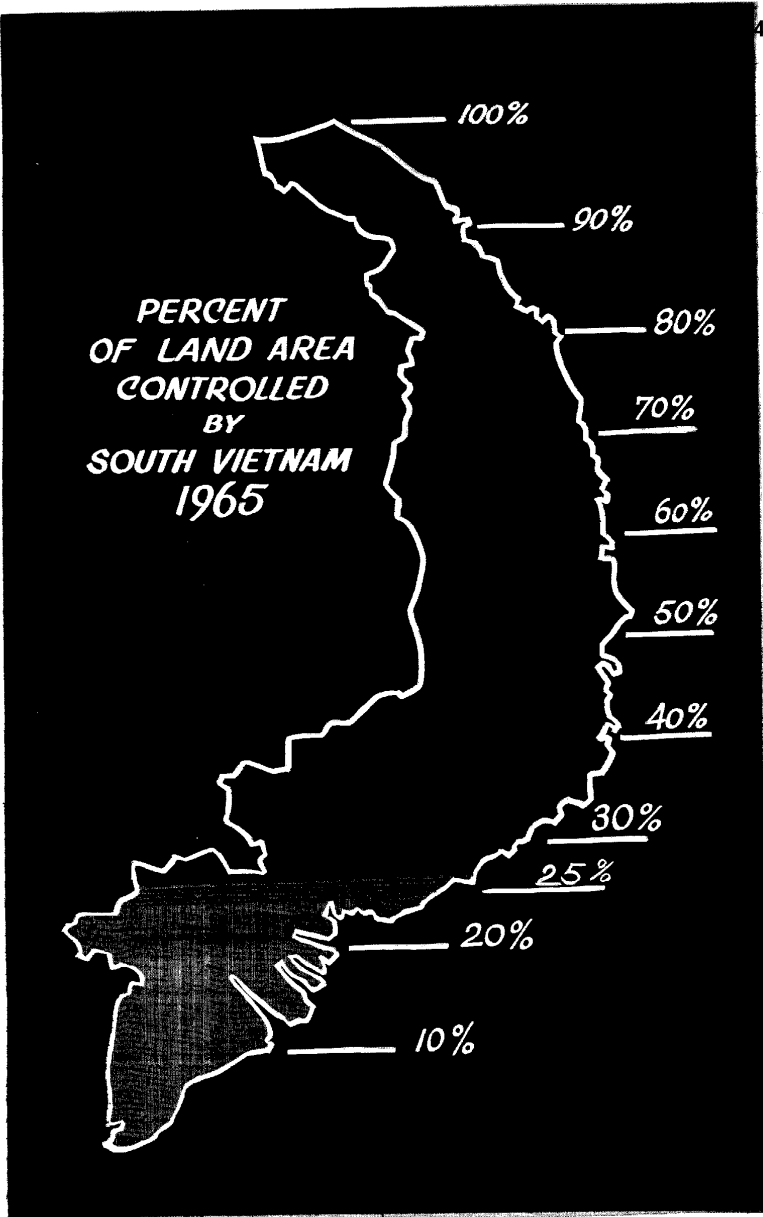 4
100%
90%
PERCENT
OF LAND AREA
CONTROLLED
BY
SOUTH VIETNAM
1965
80%
70%
60%
50%
40%
30%
25%
20%
10%